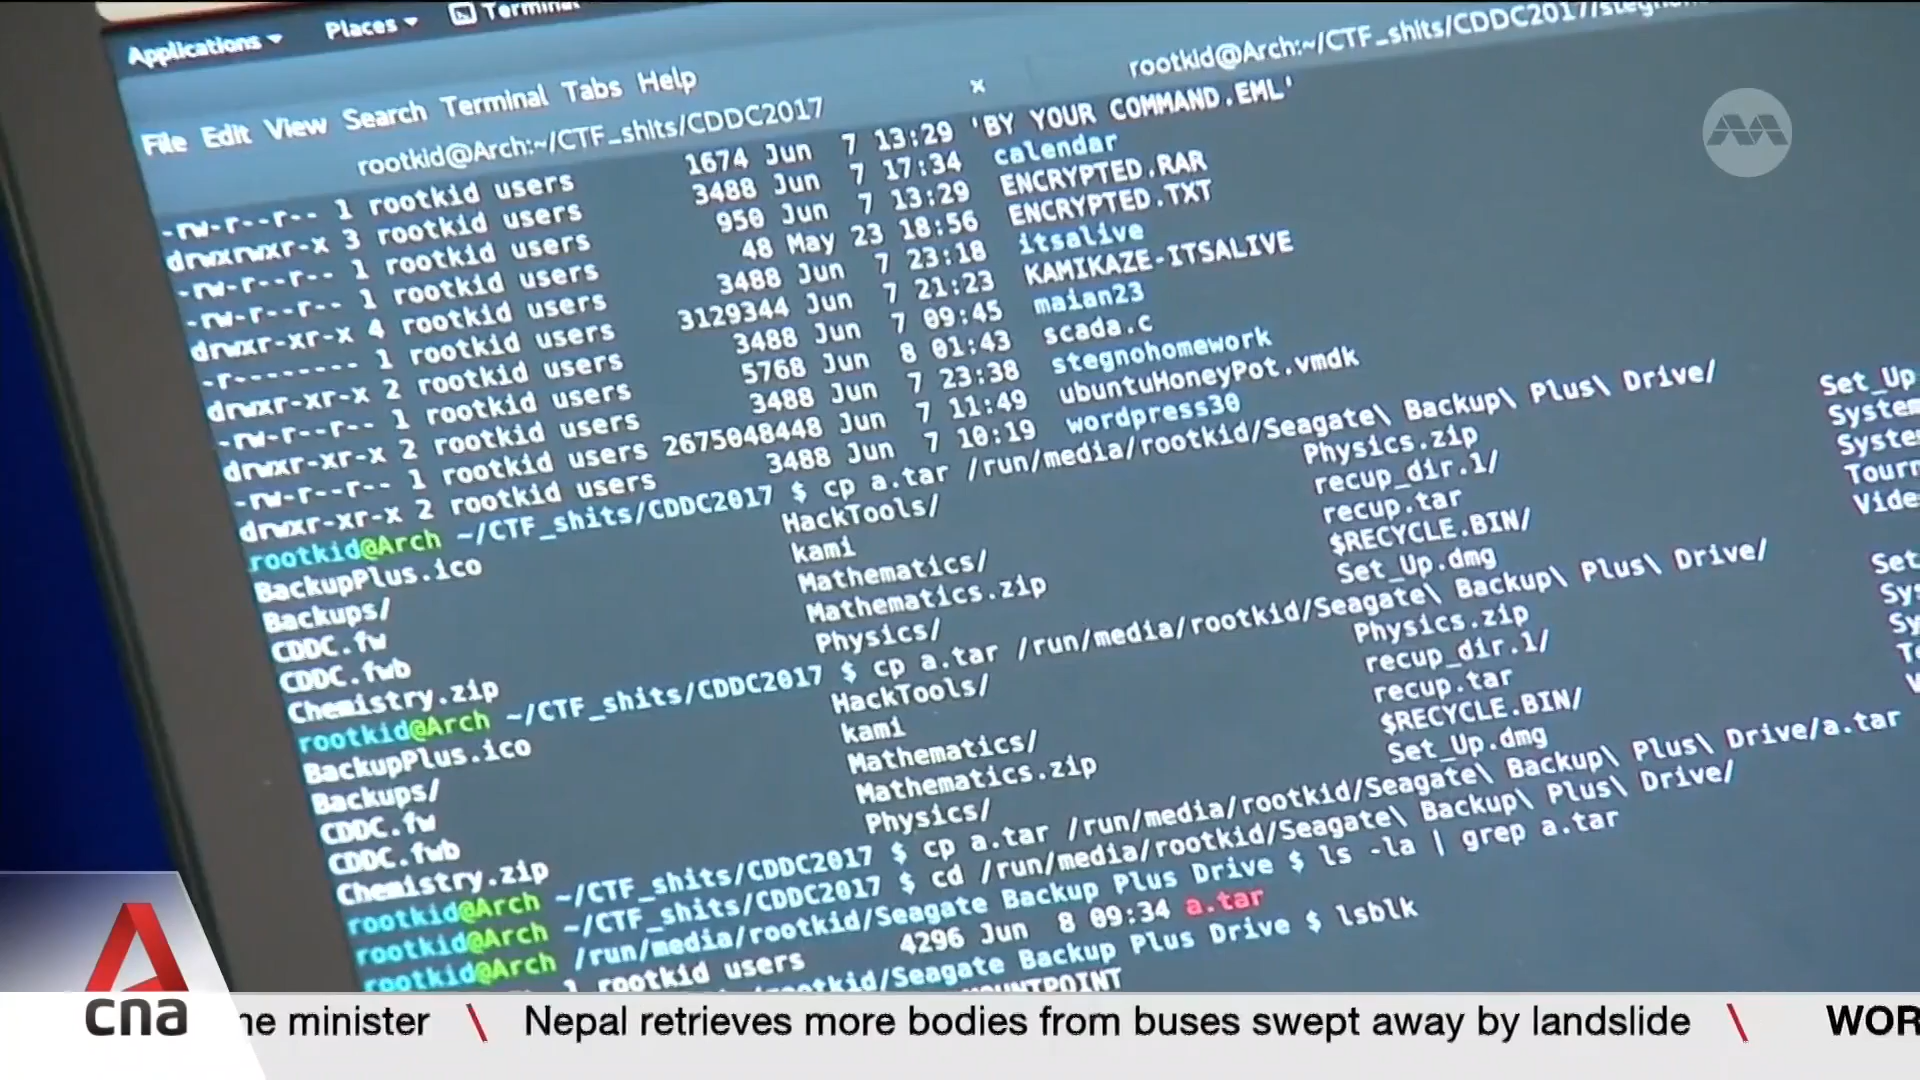 Applications Places Terminal
File Edit View Search Terminal Tabs Help
rootkid@Arch:~/CTF_shits/CDDC2017 × rootkid@Arch:~/CTF_shits/CDDC2017/
-rw-r--r-- 1 rootkid users 1674 Jun 7 13:29 'BY YOUR COMMAND.EML'
drwxrwxr-x 3 rootkid users 3488 Jun 7 17:34 calendar
-rw-r--r-- 1 rootkid users 950 Jun 7 13:29 ENCRYPTED.RAR
-rw-r--r-- 1 rootkid users 48 May 23 18:56 ENCRYPTED.TXT
drwxr-xr-x 4 rootkid users 3488 Jun 7 23:18 itsalive
-r-------- 1 rootkid users 3129344 Jun 7 21:23 KAMIKAZE-ITSALIVE
drwxr-xr-x 2 rootkid users 3488 Jun 7 09:45 maian23
-rw-r--r-- 1 rootkid users 5768 Jun 8 01:43 scada.c
drwxr-xr-x 2 rootkid users 3488 Jun 7 23:38 stegnohomework
-rw-r--r-- 1 rootkid users 2675048448 Jun 7 11:49 ubuntuHoneyPot.vmdk
drwxr-xr-x 2 rootkid users 3488 Jun 7 10:19 wordpress30
rootkid@Arch ~/CTF_shits/CDDC2017 $ cp a.tar /run/media/rootkid/Seagate\ Backup\ Plus\ Drive/
BackupPlus.ico HackTools/ Physics.zip Set_Up
Backups/ kami recup_dir.1/ System
CDDC.fw Mathematics/ recup.tar Syste
CDDC.fwb Mathematics.zip $RECYCLE.BIN/ Tourn
Chemistry.zip Physics/ Set_Up.dmg Vide
rootkid@Arch ~/CTF_shits/CDDC2017 $ cp a.tar /run/media/rootkid/Seagate\ Backup\ Plus\ Drive/
BackupPlus.ico HackTools/ Physics.zip Set
Backups/ kami recup_dir.1/ Sys
CDDC.fw Mathematics/ recup.tar Sy
CDDC.fwb Mathematics.zip $RECYCLE.BIN/ Te
Chemistry.zip Physics/ Set_Up.dmg
rootkid@Arch ~/CTF_shits/CDDC2017 $ cp a.tar /run/media/rootkid/Seagate\ Backup\ Plus\ Drive/a.tar
rootkid@Arch ~/CTF_shits/CDDC2017 $ cd /run/media/rootkid/Seagate\ Backup\ Plus\ Drive/
rootkid@Arch /run/media/rootkid/Seagate Backup Plus Drive $ ls -la | grep a.tar
1 rootkid users 4296 Jun 8 09:34 a.tar
/rootkid/Seagate Backup Plus Drive $ lsblk
MOUNTPOINT
cna
he minister \ Nepal retrieves more bodies from buses swept away by landslide \ WOR